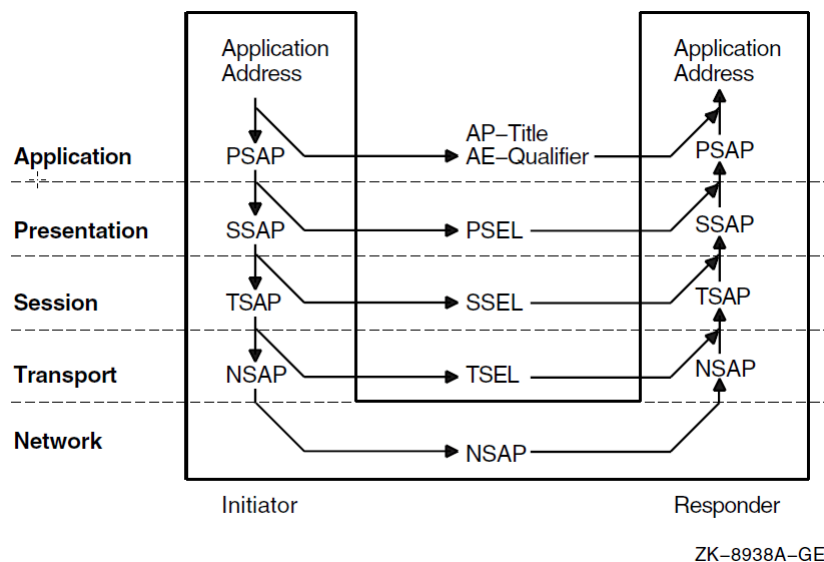 Application
Address
Application
Address
AP–Title
Application PSAP AE–Qualifier PSAP
Presentation SSAP PSEL SSAP
Session TSAP SSEL TSAP
Transport NSAP TSEL NSAP
Network NSAP
Initiator Responder
ZK–8938A–GE